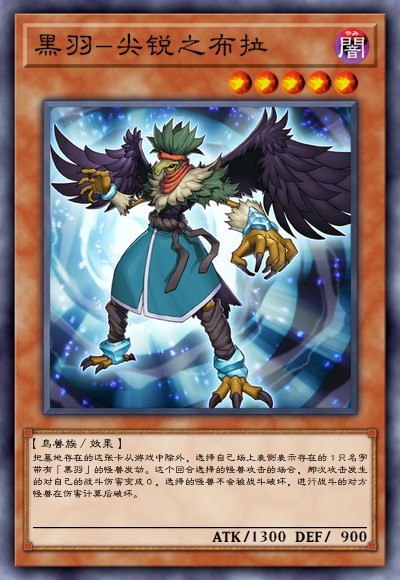 黑羽-尖锐之布拉
やみ
闇
【鸟兽族／效果】
把墓地存在的这张卡从游戏中除外，选择自己场上表侧表示存在的1只名字
带有「黑羽」的怪兽发动。这个回合选择的怪兽攻击的场合，那次攻击发生
的对自己的战斗伤害变成0，选择的怪兽不会被战斗破坏，进行战斗的对方
怪兽在伤害计算后破坏。
ATK/1300 DEF/ 900